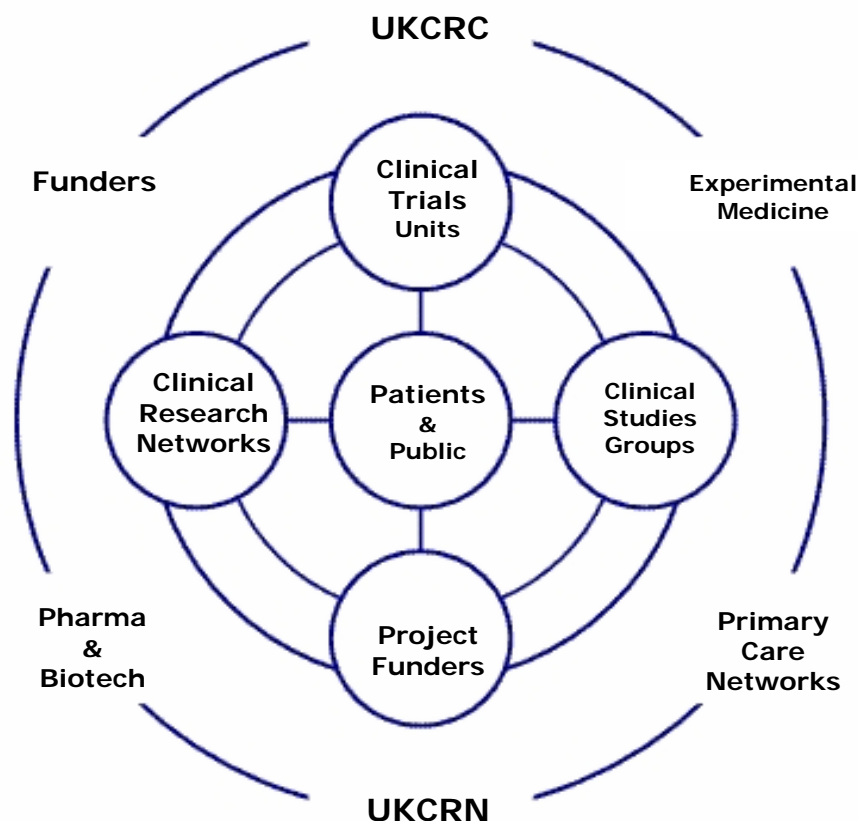 UKCRC
Funders
Experimental
Medicine
Clinical
Trials
Units
Clinical
Research
Networks
Patients
&
Public
Clinical
Studies
Groups
Project
Funders
Pharma
&
Biotech
Primary
Care
Networks
UKCRN